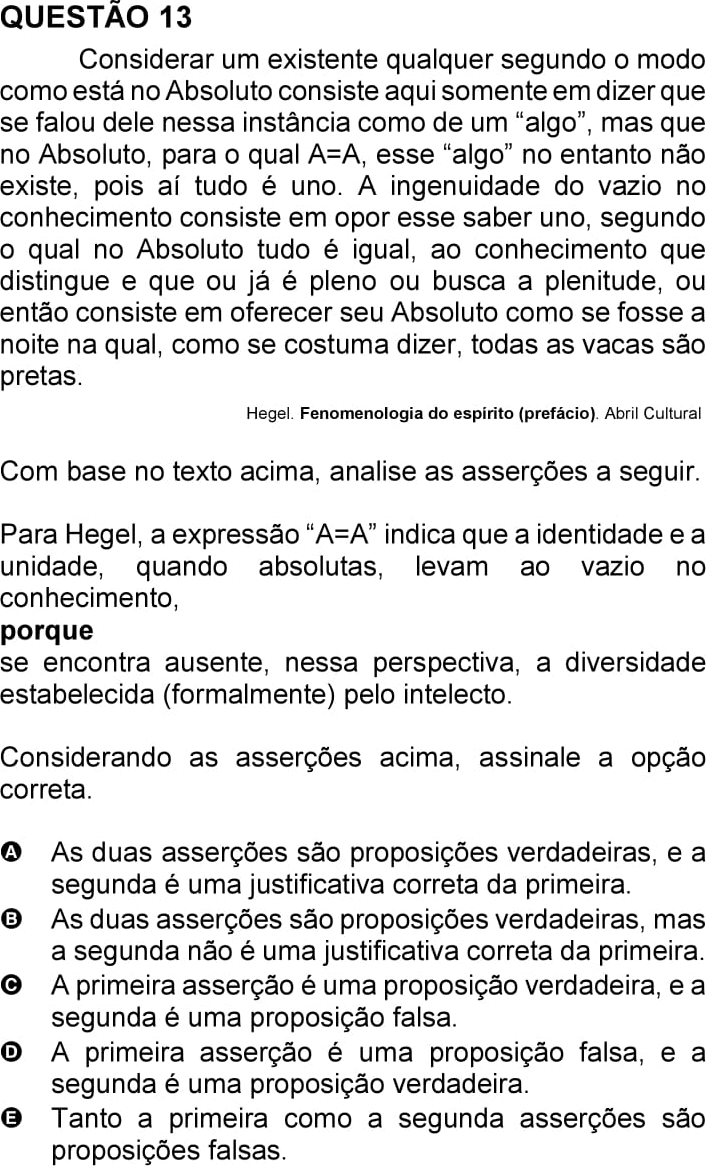 QUESTÃO 13
Considerar um existente qualquer segundo o modo
como está no Absoluto consiste aqui somente em dizer que
se falou dele nessa instância como de um “algo”, mas que
no Absoluto, para o qual A=A, esse “algo” no entanto não
existe, pois aí tudo é uno. A ingenuidade do vazio no
conhecimento consiste em opor esse saber uno, segundo
o qual no Absoluto tudo é igual, ao conhecimento que
distingue e que ou já é pleno ou busca a plenitude, ou
então consiste em oferecer seu Absoluto como se fosse a
noite na qual, como se costuma dizer, todas as vacas são
pretas.
Hegel. Fenomenologia do espírito (prefácio). Abril Cultural
Com base no texto acima, analise as asserções a seguir.
Para Hegel, a expressão “A=A” indica que a identidade e a
unidade, quando absolutas, levam ao vazio no
conhecimento,
porque
se encontra ausente, nessa perspectiva, a diversidade
estabelecida (formalmente) pelo intelecto.
Considerando as asserções acima, assinale a opção
correta.
A As duas asserções são proposições verdadeiras, e a
segunda é uma justificativa correta da primeira.
B As duas asserções são proposições verdadeiras, mas
a segunda não é uma justificativa correta da primeira.
C A primeira asserção é uma proposição verdadeira, e a
segunda é uma proposição falsa.
D A primeira asserção é uma proposição falsa, e a
segunda é uma proposição verdadeira.
E Tanto a primeira como a segunda asserções são
proposições falsas.